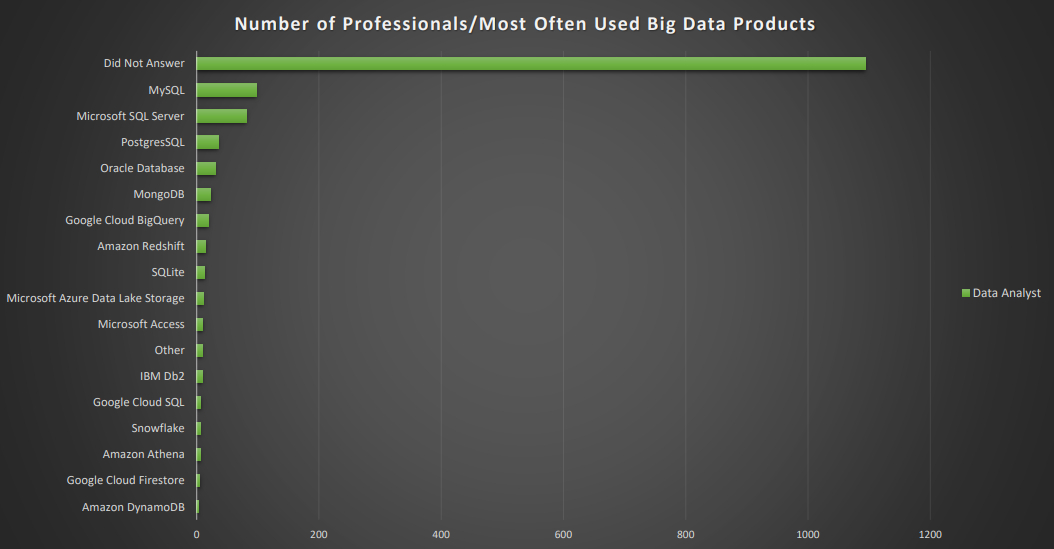 Number of Professionals/Most Often Used Big Data Products
Did Not Answer
MySQL
Microsoft SQL Server
PostgresSQL
Oracle Database
MongoDB
Google Cloud BigQuery
Amazon Redshift
SQLite
Microsoft Azure Data Lake Storage
Microsoft Access
Other
IBM Db2
Google Cloud SQL
Snowflake
Amazon Athena
Google Cloud Firestore
Amazon DynamoDB
0 200 400 600 800 1000 1200
Data Analyst